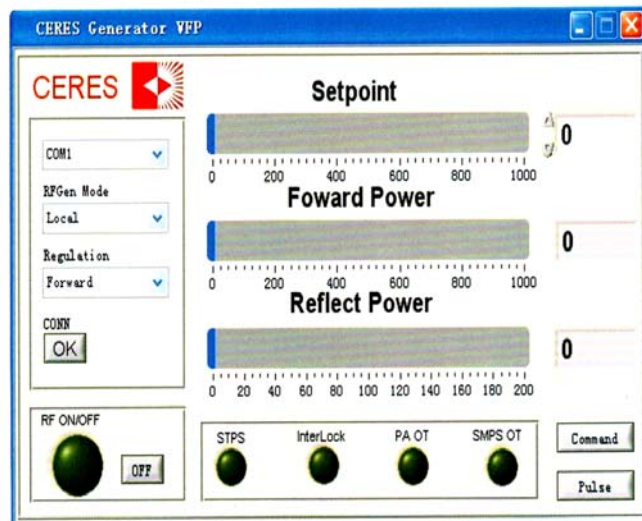 CERES Generator VFP
CERES
Setpoint
0
0 200 400 600 800 1000
COM1
RFGen Mode
Local
Foward Power
0
0 200 400 600 800 1000
Regulation
Forward
Reflect Power
0
0 20 40 60 80 100 120 140 160 180 200
CONN
OK
RF ON/OFF
OFF
STPS InterLock PA OT SMPS OT
Command
Pulse